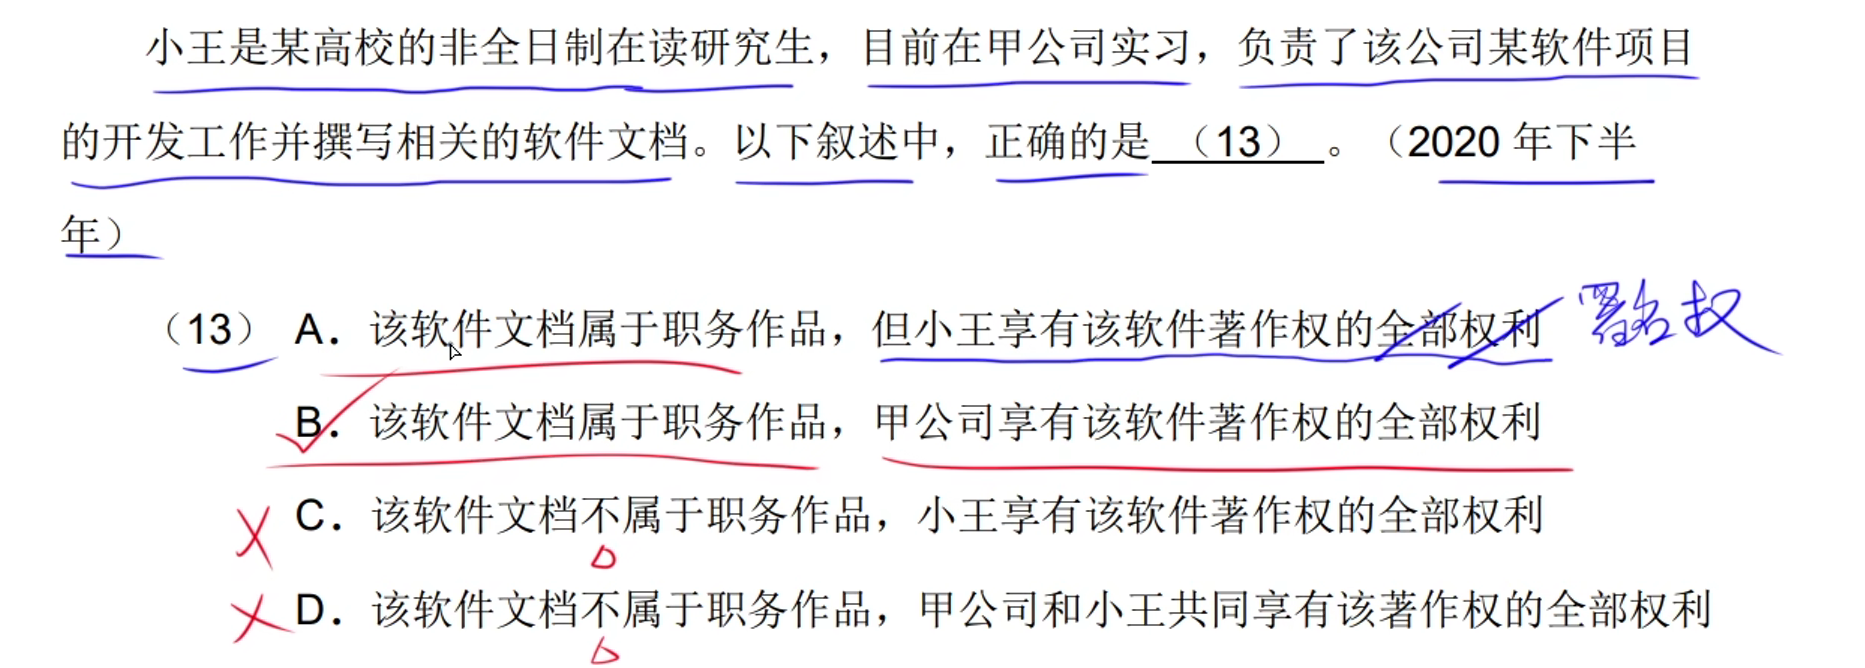 小王是某高校的非全日制在读研究生，目前在甲公司实习，负责了该公司某软件项目
的开发工作并撰写相关的软件文档。以下叙述中，正确的是 （13） 。（2020 年下半
年）
（13） A. 该软件文档属于职务作品，但小王享有该软件著作权的全部权利 署名权
B. 该软件文档属于职务作品，甲公司享有该软件著作权的全部权利
C. 该软件文档不属于职务作品，小王享有该软件著作权的全部权利
D. 该软件文档不属于职务作品，甲公司和小王共同享有该著作权的全部权利